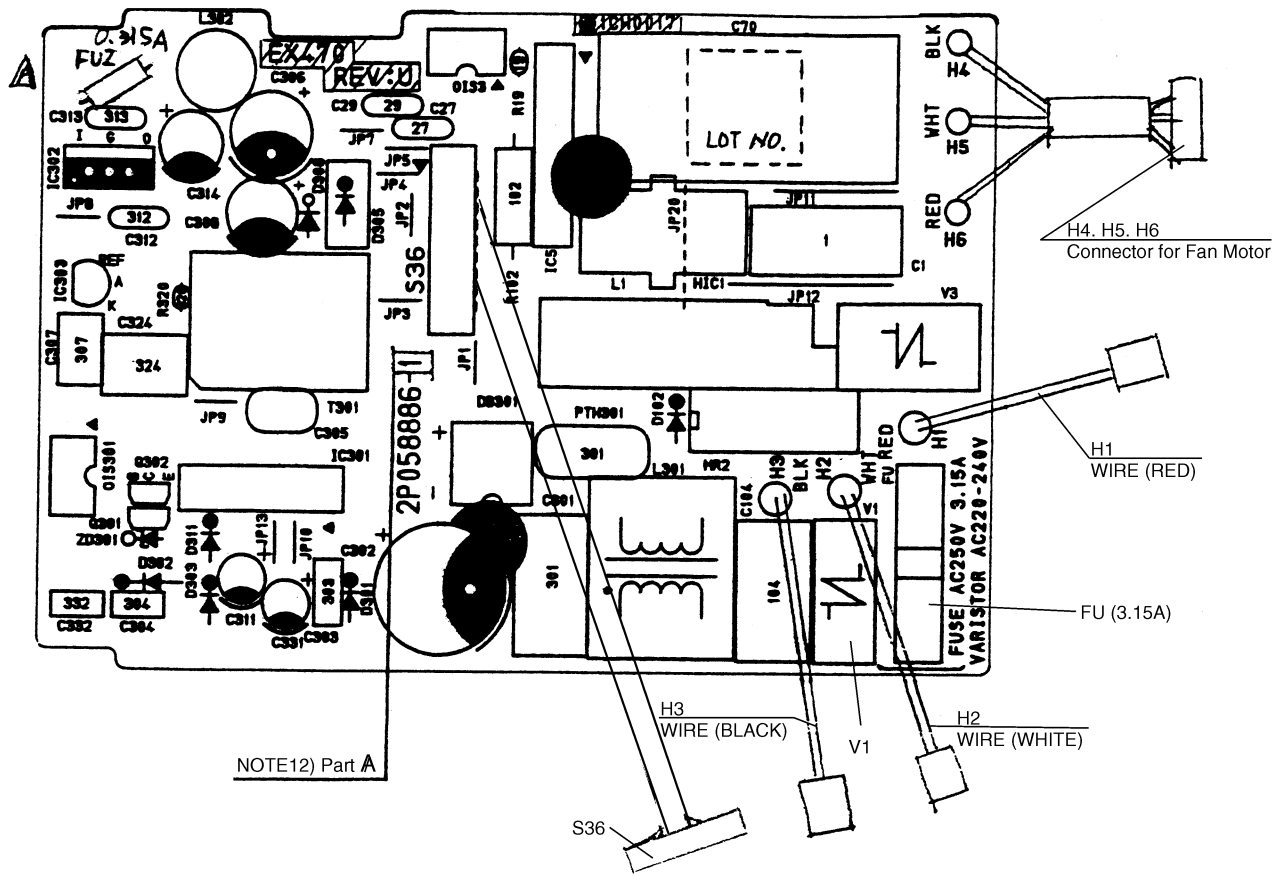 L302
0.315A
FUZ
EX470
REV:U
C306
C70
BLK
H4
C29
29
C27
27
R19
C313
313
I G O
IC302
JP7
JP5
JP4
JP2
LOT NO.
WHT
H5
C314
D306
D305
102
JP8
312
C312
C308
S36
IC5
JP20
JP11
1
RED
H6
H4. H5. H6
Connector for Fan Motor
IC303
REF
A
K
R320
R102
L1
HIC1
C1
JP3
JP12
V3
C324
C307
307
324
JP1
2P058886-1
JP9
T301
C305
DB301
PTH301
D102
301
RED
H1
H1
WIRE (RED)
OIS301
Q302
B C E
IC301
L301
MR2
H3
BLK
H2
WHT
FU
Q301
ZD301
D311
JP13
JP10
C104
V1
C302
D302
D303
D301
303
301
104
332
C332
304
C304
C311
C331
C303
FUSE AC250V 3.15A
VARISTOR AC220-240V
FU (3.15A)
H3
WIRE (BLACK)
V1
H2
WIRE (WHITE)
NOTE12) Part A
S36